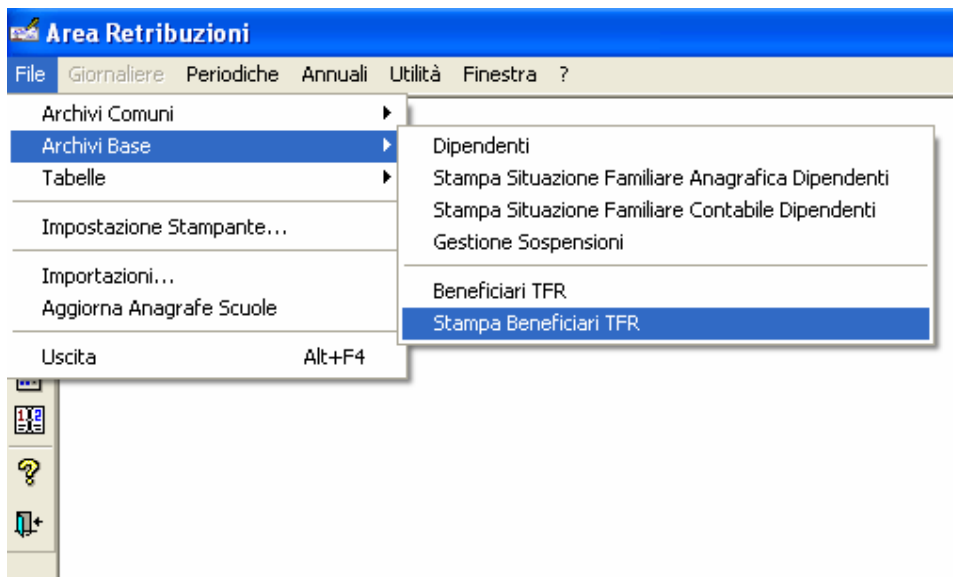 Area Retribuzioni
File Giornaliere Periodiche Annuali Utilità Finestra ?
Archivi Comuni
Archivi Base
Tabelle
Impostazione Stampante...
Importazioni...
Aggiorna Anagrafe Scuole
Uscita Alt+F4
Dipendenti
Stampa Situazione Familiare Anagrafica Dipendenti
Stampa Situazione Familiare Contabile Dipendenti
Gestione Sospensioni
Beneficiari TFR
Stampa Beneficiari TFR